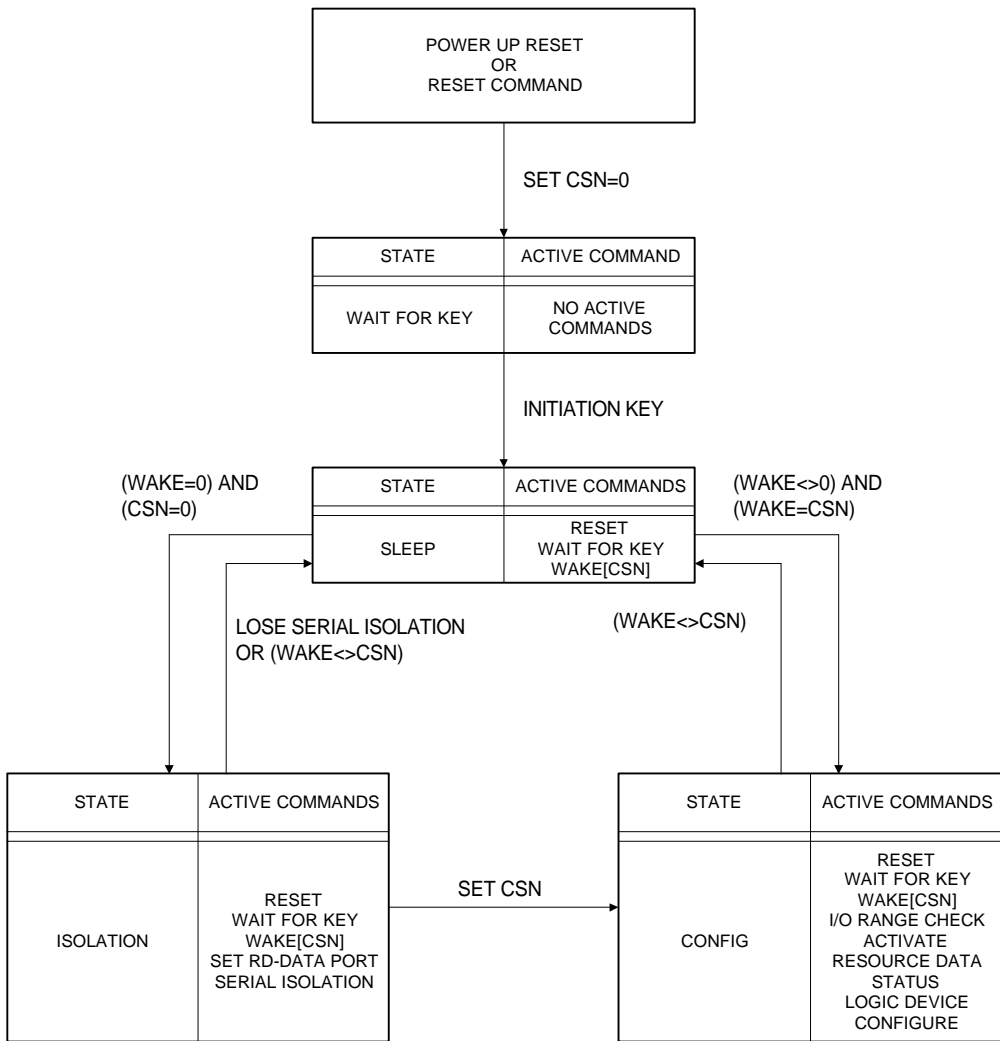 POWER UP RESET
OR
RESET COMMAND
SET CSN=0
STATE
ACTIVE COMMAND
WAIT FOR KEY
NO ACTIVE
COMMANDS
INITIATION KEY
(WAKE=0) AND
(CSN=0)
STATE
ACTIVE COMMANDS
SLEEP
RESET
WAIT FOR KEY
WAKE[CSN]
(WAKE<>0) AND
(WAKE=CSN)
LOSE SERIAL ISOLATION
OR (WAKE<>CSN)
(WAKE<>CSN)
STATE
ACTIVE COMMANDS
ISOLATION
RESET
WAIT FOR KEY
WAKE[CSN]
SET RD-DATA PORT
SERIAL ISOLATION
SET CSN
STATE
ACTIVE COMMANDS
CONFIG
RESET
WAIT FOR KEY
WAKE[CSN]
I/O RANGE CHECK
ACTIVATE
RESOURCE DATA
STATUS
LOGIC DEVICE
CONFIGURE